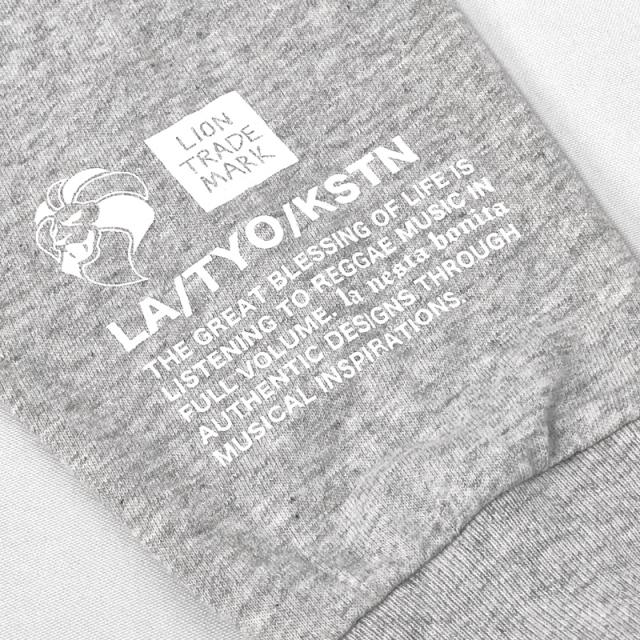 LION
TRADE
MARK
LA/TYO/KSTN
THE GREAT BLESSING OF LIFE IS
LISTENING TO REGGAE MUSIC IN
FULL VOLUME. la neata bonita
AUTHENTIC DESIGNS THROUGH
MUSICAL INSPIRATIONS.